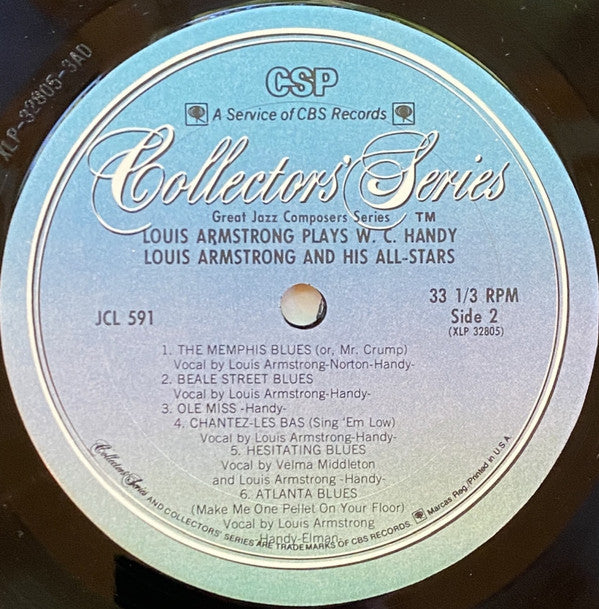 XLP-32805-3AD
CSP
A Service of CBS Records
Collectors' Series
Great Jazz Composers Series TM
LOUIS ARMSTRONG PLAYS W. C. HANDY
LOUIS ARMSTRONG AND HIS ALL-STARS
JCL 591
33 1/3 RPM
Side 2
(XLP 32805)
1. THE MEMPHIS BLUES (or, Mr. Crump)
Vocal by Louis Armstrong-Norton-Handy-
2. BEALE STREET BLUES
Vocal by Louis Armstrong-Handy-
3. OLE MISS -Handy-
4. CHANTEZ-LES BAS (Sing 'Em Low)
Vocal by Louis Armstrong-Handy-
5. HESITATING BLUES
Vocal by Velma Middleton
and Louis Armstrong -Handy-
6. ATLANTA BLUES
(Make Me One Pellet On Your Floor)
Vocal by Louis Armstrong
-Handy-Elman-
Collectors' Series AND COLLECTORS' SERIES ARE TRADEMARKS OF CBS RECORDS. Marcas Reg./Printed in U.S.A.